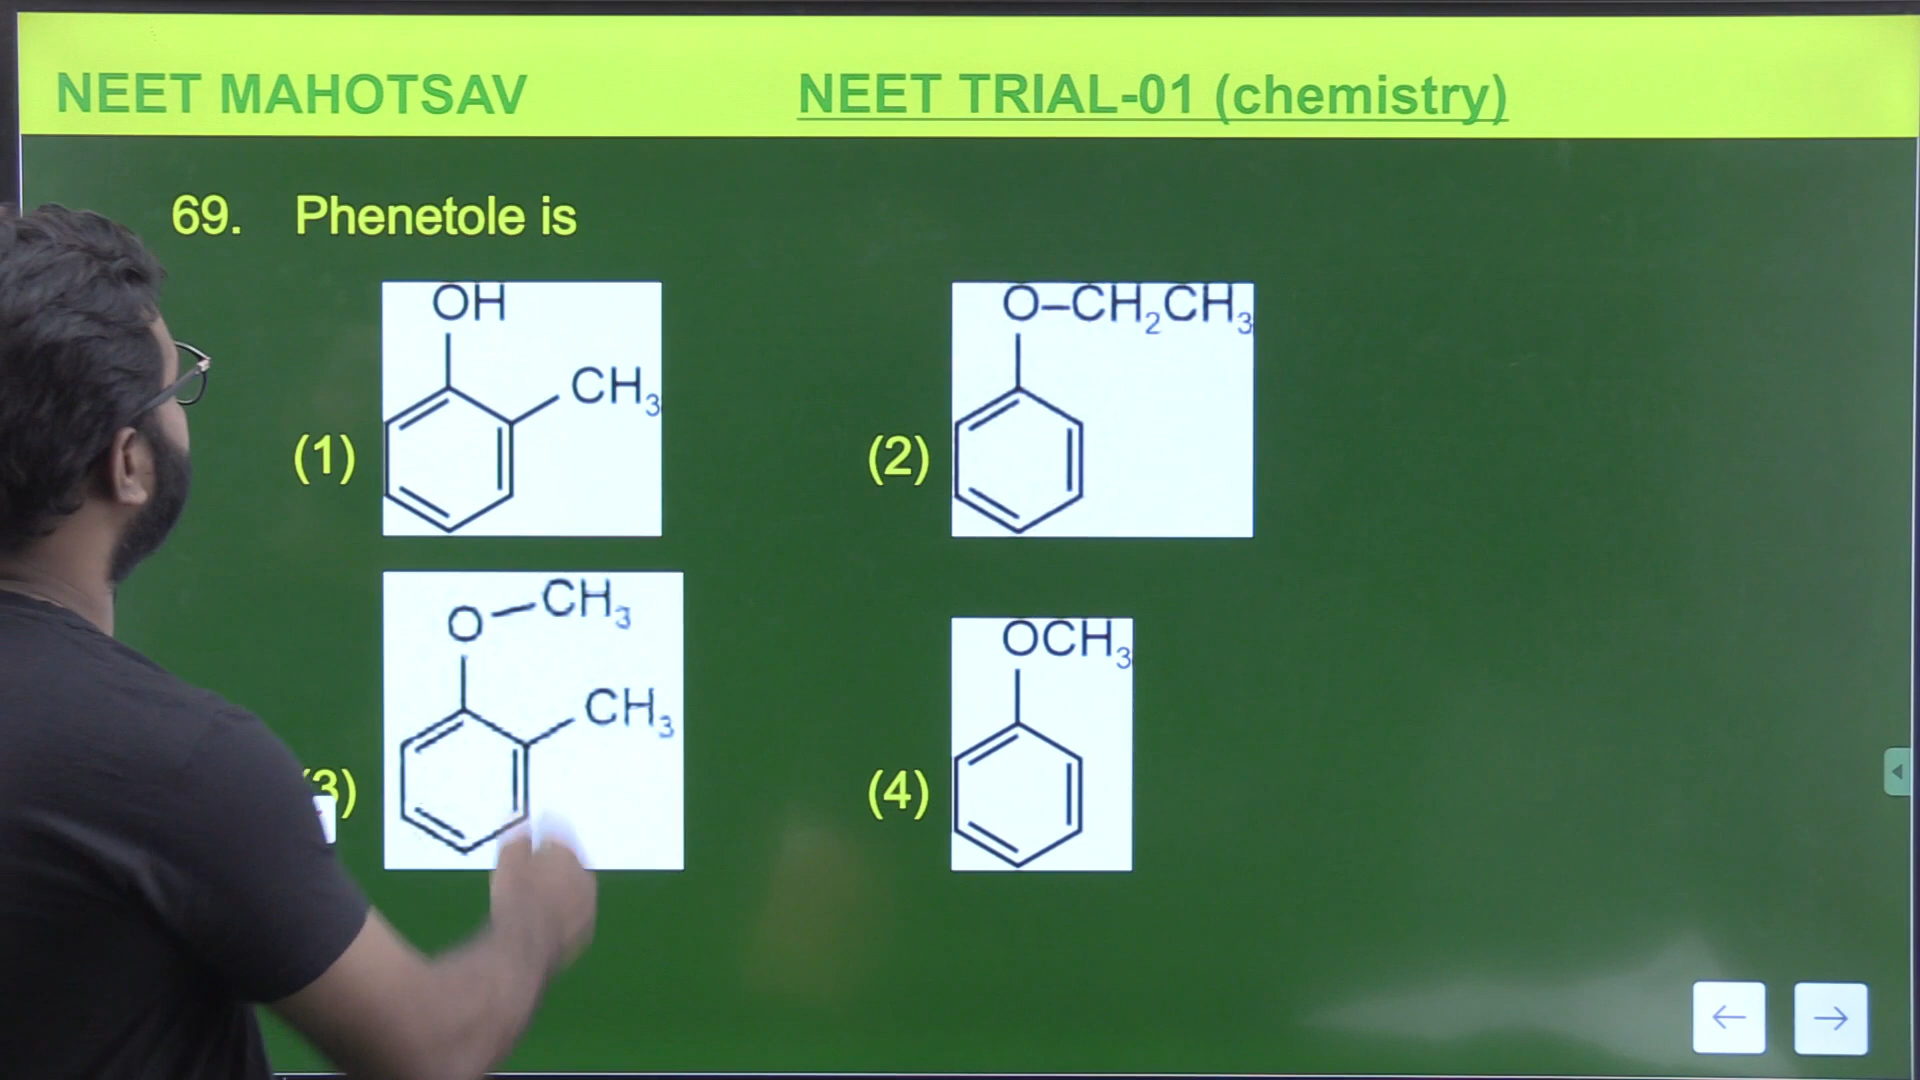 NEET MAHOTSAV
NEET TRIAL-01 (chemistry)
69. Phenetole is
(1)
OH
CH3
(2)
O–CH2CH3
(3)
O–CH3
CH3
(4)
OCH3